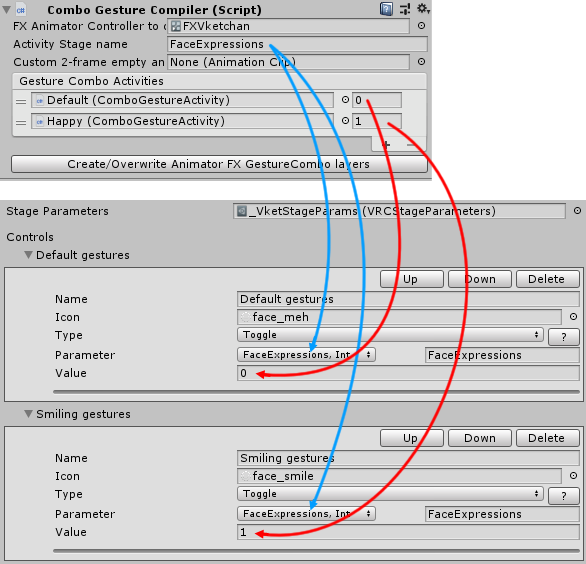 Combo Gesture Compiler (Script)
FX Animator Controller to FXVketchan
Activity Stage name FaceExpressions
Custom 2-frame empty an None (Animation Clip)
Gesture Combo Activities
Default (ComboGestureActivity) 0
Happy (ComboGestureActivity) 1
+ −
Create/Overwrite Animator FX GestureCombo layers
Stage Parameters _VketStageParams (VRCStageParameters)
Controls
Default gestures
Up Down Delete
Name Default gestures
Icon face_meh
Type Toggle ?
Parameter FaceExpressions, Int FaceExpressions
Value 0
Smiling gestures
Up Down Delete
Name Smiling gestures
Icon face_smile
Type Toggle ?
Parameter FaceExpressions, Int FaceExpressions
Value 1